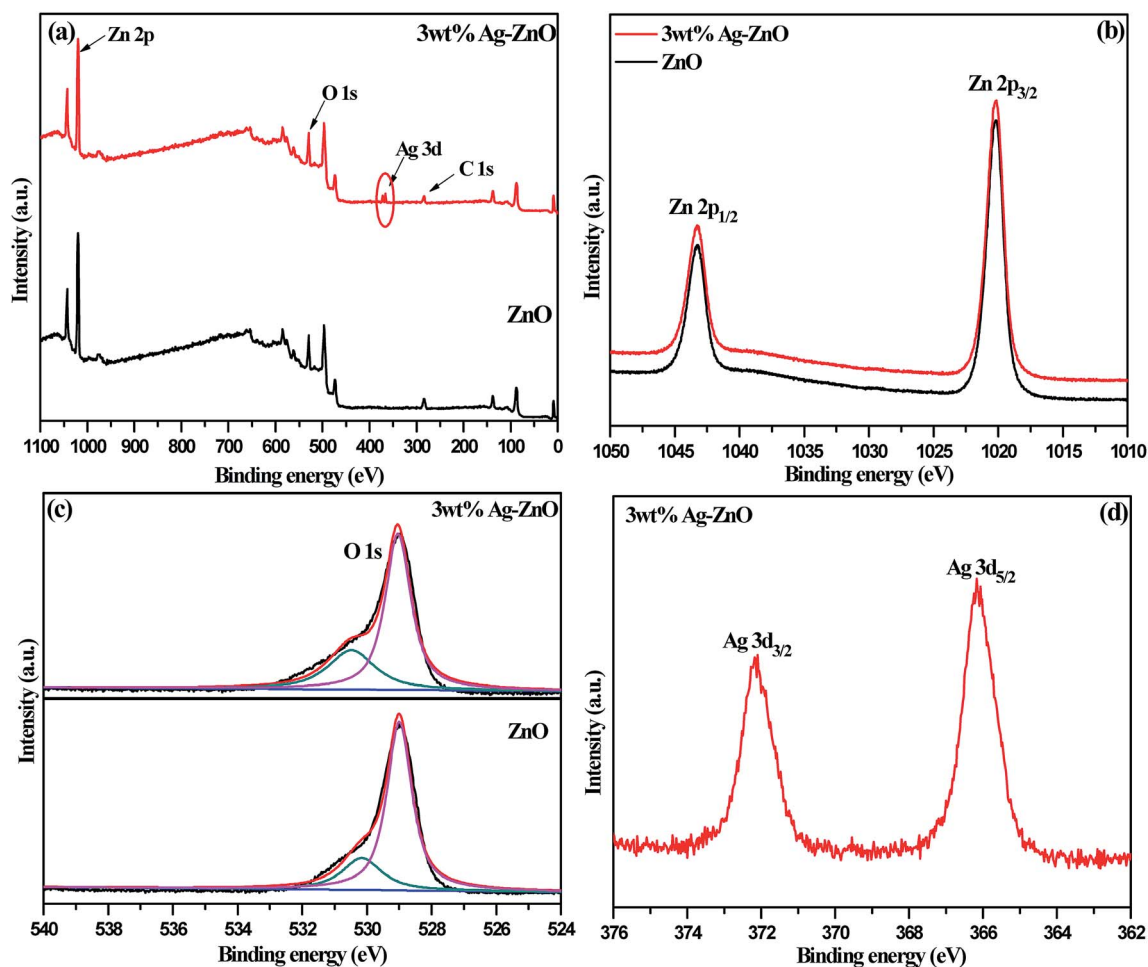 (a)
3wt% Ag-ZnO
Zn 2p
O 1s
Ag 3d
C 1s
ZnO
Intensity (a.u.)
1100 1000 900 800 700 600 500 400 300 200 100 0
Binding energy (eV)
(b)
3wt% Ag-ZnO
ZnO
Zn 2p3/2
Zn 2p1/2
Intensity (a.u.)
1050 1045 1040 1035 1030 1025 1020 1015 1010
Binding energy (eV)
(c)
3wt% Ag-ZnO
O 1s
ZnO
Intensity (a.u.)
540 538 536 534 532 530 528 526 524
Binding energy (eV)
3wt% Ag-ZnO
(d)
Ag 3d5/2
Ag 3d3/2
Intensity (a.u.)
376 374 372 370 368 366 364 362
Binding energy (eV)